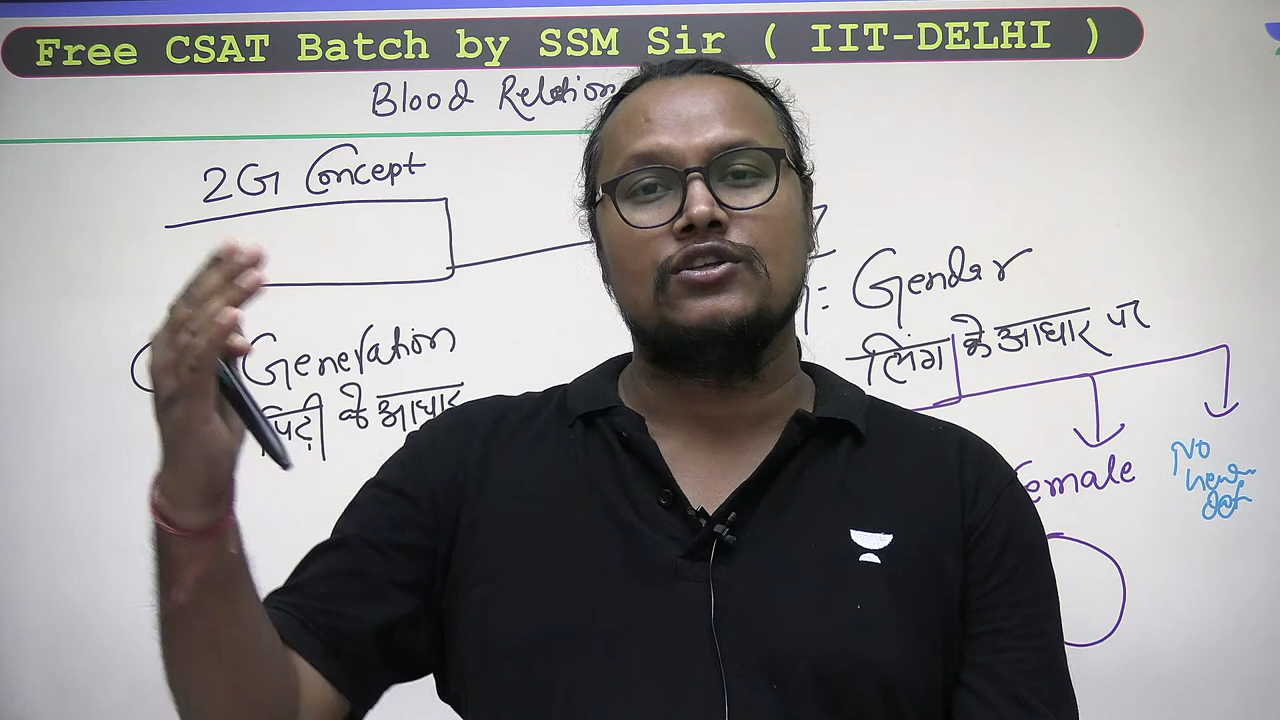 Free CSAT Batch by SSM Sir ( IIT-DELHI )
Blood Relation
2G Concept
Generation
: Gender
के आधार
लिंग के आधार पर
emale
No